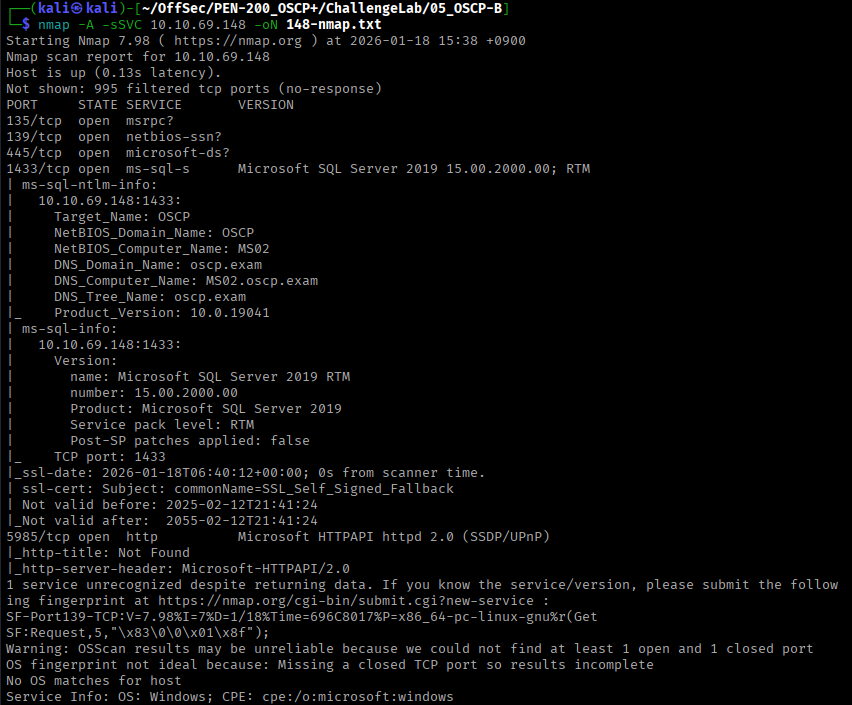 ┌──(kali㉿kali)-[~/OffSec/PEN-200_OSCP+/ChallengeLab/05_OSCP-B]
└─$ nmap -A -sSVC 10.10.69.148 -oN 148-nmap.txt
Starting Nmap 7.98 ( https://nmap.org ) at 2026-01-18 15:38 +0900
Nmap scan report for 10.10.69.148
Host is up (0.13s latency).
Not shown: 995 filtered tcp ports (no-response)
PORT     STATE SERVICE       VERSION
135/tcp  open  msrpc?
139/tcp  open  netbios-ssn?
445/tcp  open  microsoft-ds?
1433/tcp open  ms-sql-s      Microsoft SQL Server 2019 15.00.2000.00; RTM
| ms-sql-ntlm-info:
|   10.10.69.148:1433:
|     Target_Name: OSCP
|     NetBIOS_Domain_Name: OSCP
|     NetBIOS_Computer_Name: MS02
|     DNS_Domain_Name: oscp.exam
|     DNS_Computer_Name: MS02.oscp.exam
|     DNS_Tree_Name: oscp.exam
|_    Product_Version: 10.0.19041
| ms-sql-info:
|   10.10.69.148:1433:
|     Version:
|       name: Microsoft SQL Server 2019 RTM
|       number: 15.00.2000.00
|       Product: Microsoft SQL Server 2019
|       Service pack level: RTM
|       Post-SP patches applied: false
|_    TCP port: 1433
|_ssl-date: 2026-01-18T06:40:12+00:00; 0s from scanner time.
| ssl-cert: Subject: commonName=SSL_Self_Signed_Fallback
| Not valid before: 2025-02-12T21:41:24
|_Not valid after:  2055-02-12T21:41:24
5985/tcp open  http          Microsoft HTTPAPI httpd 2.0 (SSDP/UPnP)
|_http-title: Not Found
|_http-server-header: Microsoft-HTTPAPI/2.0
1 service unrecognized despite returning data. If you know the service/version, please submit the follow
ing fingerprint at https://nmap.org/cgi-bin/submit.cgi?new-service :
SF-Port139-TCP:V=7.98%I=7%D=1/18%Time=696C8017%P=x86_64-pc-linux-gnu%r(Get
SF:Request,5,"\x83\0\0\x01\x8f");
Warning: OSScan results may be unreliable because we could not find at least 1 open and 1 closed port
OS fingerprint not ideal because: Missing a closed TCP port so results incomplete
No OS matches for host
Service Info: OS: Windows; CPE: cpe:/o:microsoft:windows